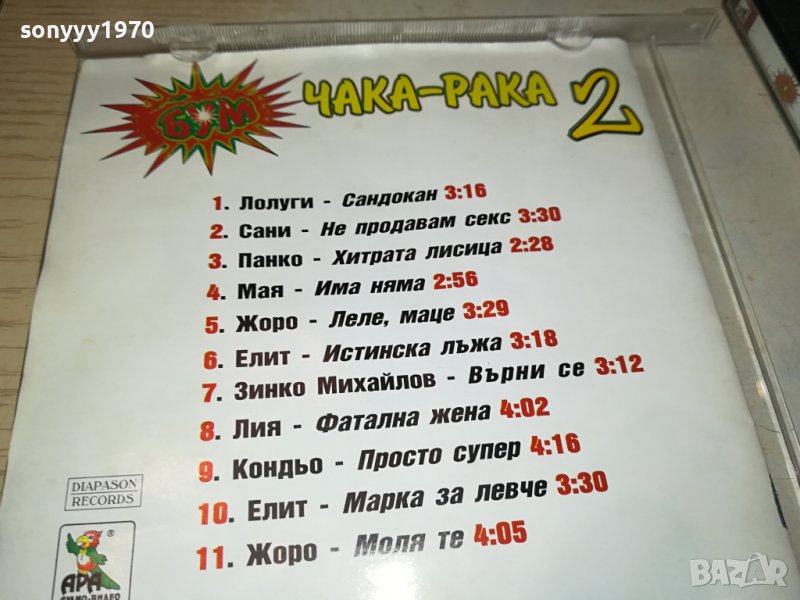 sonyyy1970
БУМ ЧАКА-РАКА 2
1. Лолуги - Сандокан 3:16
2. Сани - Не продавам секс 3:30
3. Панко - Хитрата лисица 2:28
4. Мая - Има няма 2:56
5. Жоро - Леле, маце 3:29
6. Елит - Истинска лъжа 3:18
7. Зинко Михайлов - Върни се 3:12
8. Лия - Фатална жена 4:02
9. Кондьо - Просто супер 4:16
10. Елит - Марка за левче 3:30
11. Жоро - Моля те 4:05
DIAPASON
RECORDS
®
АРА
АУДИО-ВИДЕО
BAZAR